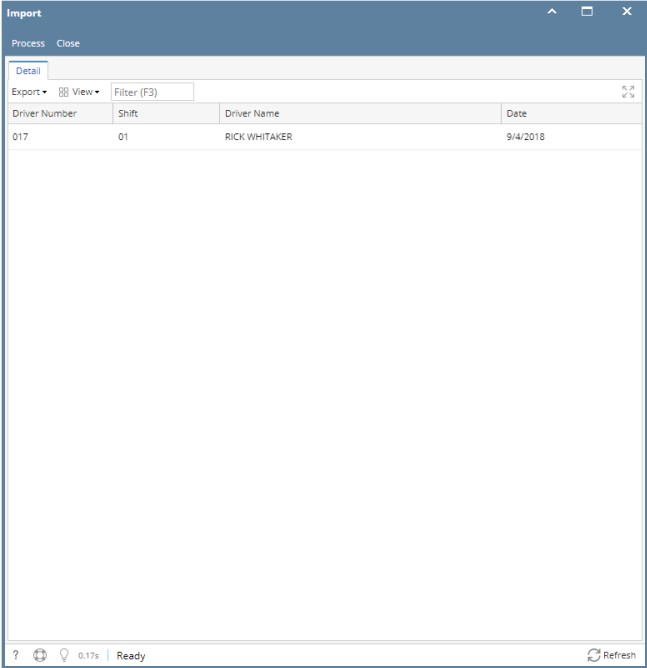 Import
Process Close
Detail
Export View Filter (F3)
Driver Number Shift Driver Name Date
017 01 RICK WHITAKER 9/4/2018
? 0.17s Ready Refresh